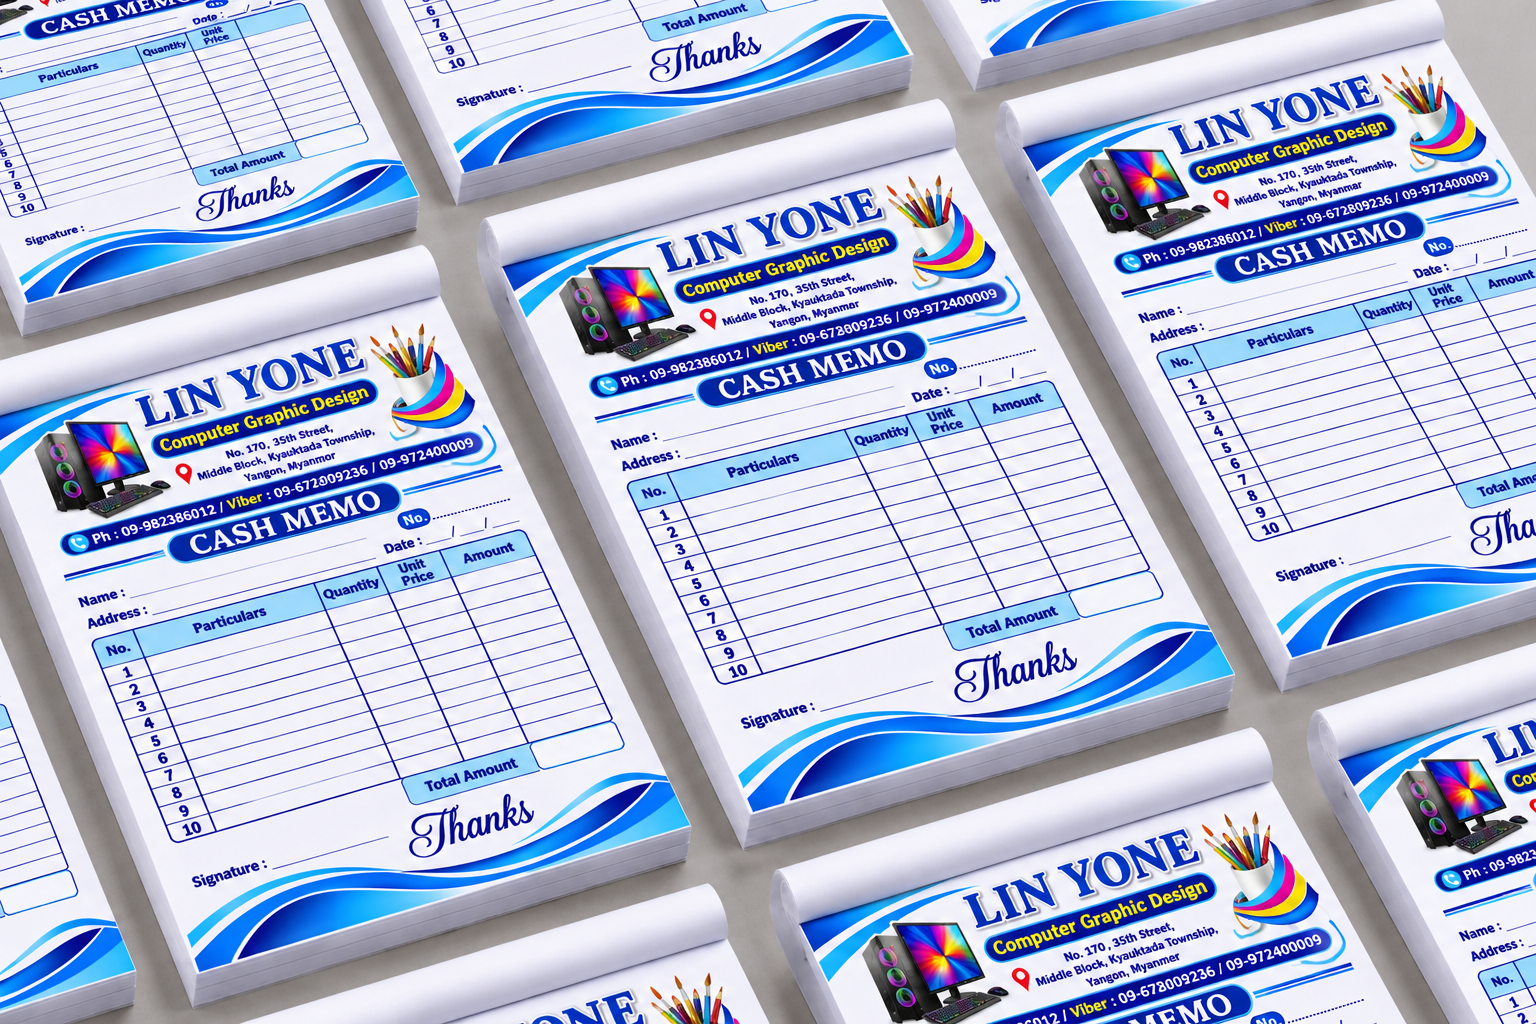 LIN YONE
Computer Graphic Design
No. 170, 35th Street,
Middle Block, Kyauktada Township,
Yangon, Myanmar
Ph : 09-982386012 / Viber : 09-672809236 / 09-972400009
CASH MEMO
No.
Date : / /
Name :
Address :
No. Particulars Quantity Unit Price Amount
1
2
3
4
5
6
7
8
9
10
Total Amount
Thanks
Signature :